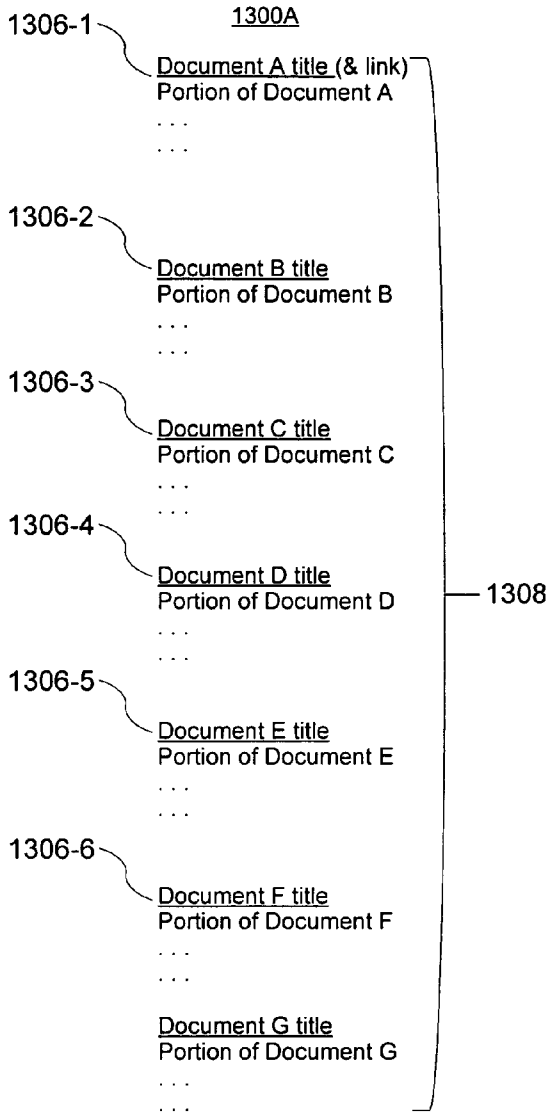 1300A
1306-1
Document A title (& link)
Portion of Document A
. . .
. . .
1306-2
Document B title
Portion of Document B
. . .
. . .
1306-3
Document C title
Portion of Document C
. . .
. . .
1306-4
Document D title
Portion of Document D
. . .
. . .
1308
1306-5
Document E title
Portion of Document E
. . .
. . .
1306-6
Document F title
Portion of Document F
. . .
. . .
Document G title
Portion of Document G
. . .
. . .